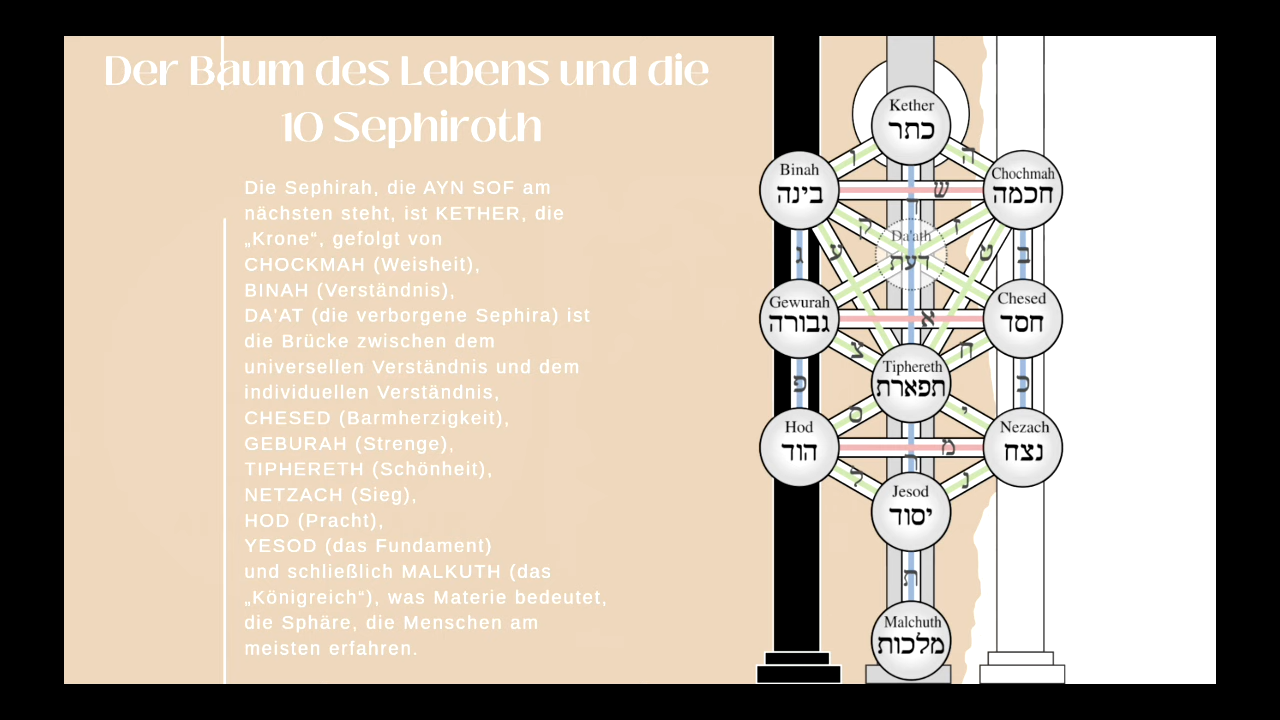 Der Baum des Lebens und die
10 Sephiroth
Die Sephirah, die AYN SOF am
nächsten steht, ist KETHER, die
„Krone“, gefolgt von
CHOCKMAH (Weisheit),
BINAH (Verständnis),
DA'AT (die verborgene Sephira) ist
die Brücke zwischen dem
universellen Verständnis und dem
individuellen Verständnis,
CHESED (Barmherzigkeit),
GEBURAH (Strenge),
TIPHERETH (Schönheit),
NETZACH (Sieg),
HOD (Pracht),
YESOD (das Fundament)
und schließlich MALKUTH (das
„Königreich“), was Materie bedeutet,
die Sphäre, die Menschen am
meisten erfahren.
Kether
כתר
ו
ה
Binah
בינה
Chochmah
חכמה
ש
ד
ק
ז
Da'ath
דעת
ג
ע
ט
ב
Gewurah
גבורה
Chesed
חסד
א
צ
ח
Tiphereth
תפארת
פ
כ
ס
י
Hod
הוד
Nezach
נצח
מ
ר
ל
נ
Jesod
יסוד
ת
Malchuth
מלכות